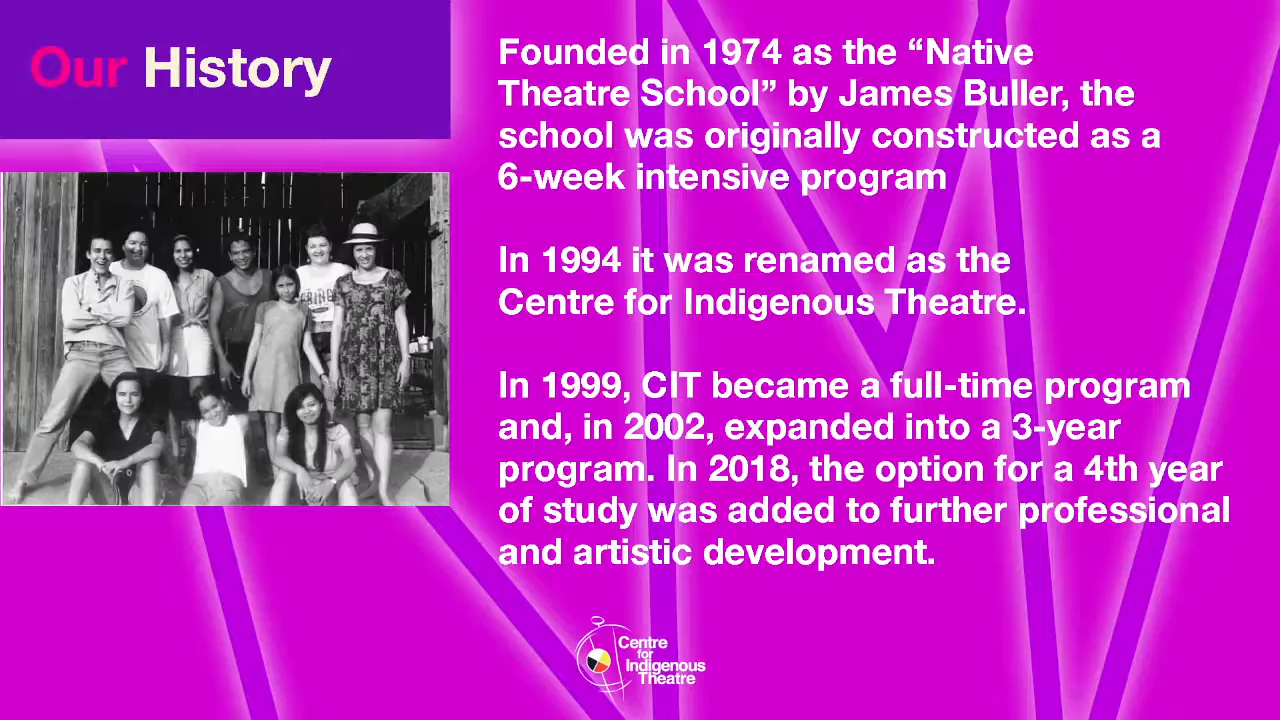 Our History
Founded in 1974 as the “Native
Theatre School” by James Buller, the
school was originally constructed as a
6-week intensive program
In 1994 it was renamed as the
Centre for Indigenous Theatre.
In 1999, CIT became a full-time program
and, in 2002, expanded into a 3-year
program. In 2018, the option for a 4th year
of study was added to further professional
and artistic development.
Centre
for
Indigenous
Theatre